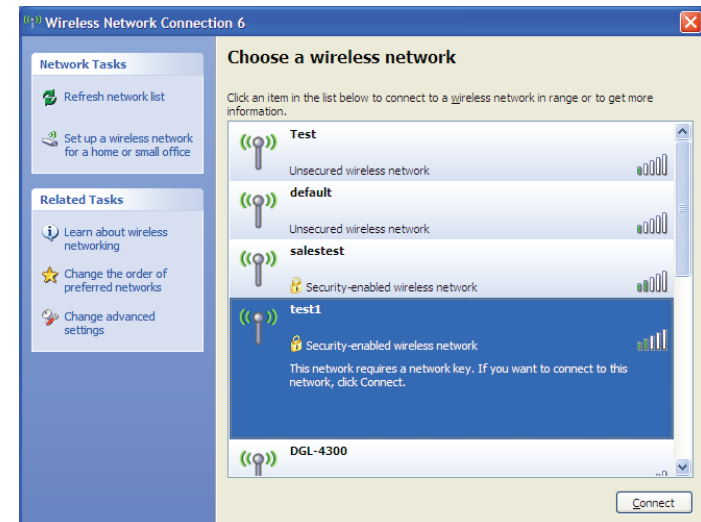 Wireless Network Connection 6
Network Tasks
Refresh network list
Set up a wireless network
for a home or small office
Related Tasks
Learn about wireless
networking
Change the order of
preferred networks
Change advanced
settings
Choose a wireless network
Click an item in the list below to connect to a wireless network in range or to get more
information.
Test
Unsecured wireless network
default
Unsecured wireless network
salestest
Security-enabled wireless network
test1
Security-enabled wireless network
This network requires a network key. If you want to connect to this
network, click Connect.
DGL-4300
Connect